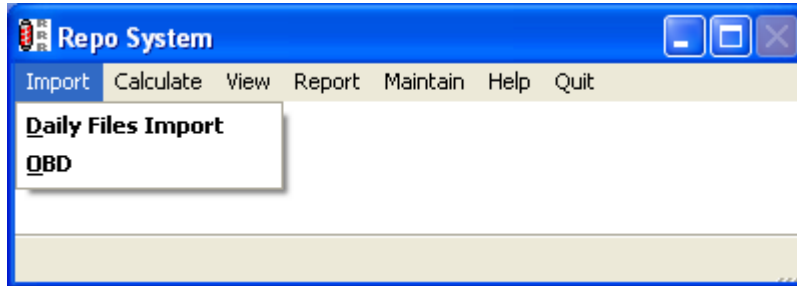 Repo System
Import Calculate View Report Maintain Help Quit
Daily Files Import
OBD